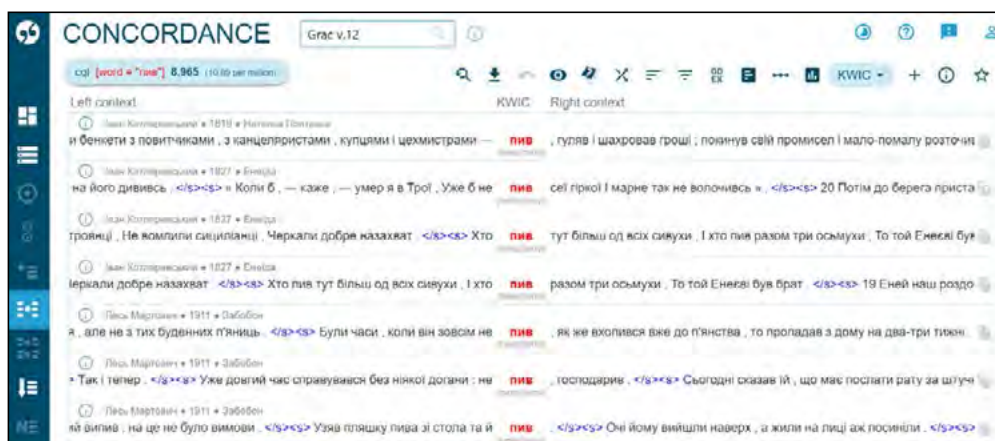 CONCORDANCE Grac v.12
cql [word = "пив"] 8,965
KWIC
Left context KWIC Right context
Іван Котляревський • 1819 • Наталка Полтавка
и бенкети з повитчиками , з канцеляристами , купцями і цехмистрами — пив , гуляв і шахровав гроші ; покинув свій промисел і мало-помалу розточив
Іван Котляревський • 1827 • Енеїда
на його дививсь . </s><s> « Коли б , — каже , — умер я в Трої , Уже б не пив сеї гіркої І марне так не волочивсь » . </s><s> 20 Потім до берега приста
Іван Котляревський • 1827 • Енеїда
троянці , Не вомпили сициліанці , Черкали добре назахват . </s><s> Хто пив тут більш од всіх сивухи , І хто пив разом три осьмухи , То той Енеєві був
Іван Котляревський • 1827 • Енеїда
Черкали добре назахват . </s><s> Хто пив тут більш од всіх сивухи , І хто пив разом три осьмухи , То той Енеєві був брат . </s><s> 19 Еней наш роздо
Лесь Мартович • 1911 • Забобон
я , але не з тих буденних п'яниць . </s><s> Були часи , коли він зовсім не пив , як же вхопився вже до п'янства , то пропадав з дому на два-три тижні .
Лесь Мартович • 1911 • Забобон
Так і тепер . </s><s> Уже довгий час справувався без ніякої догани : не пив , господарив . </s><s> Сьогодні сказав їй , що має послати рату за штучн
Лесь Мартович • 1911 • Забобон
ий випив , на це не було вимови . </s><s> Узяв пляшку пива зі стола та й пив . </s><s> Очі йому вийшли наверх , а жили на лиці аж посиніли . </s><s>